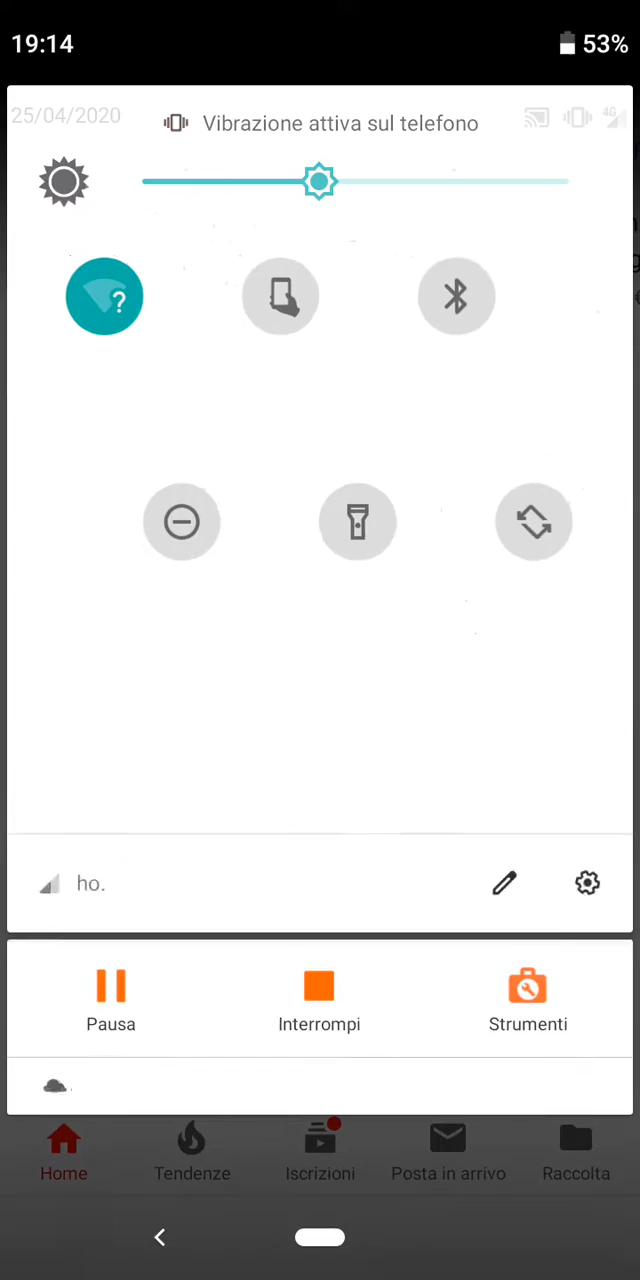 19:14
53%
25/04/2020
Vibrazione attiva sul telefono
4G
ho.
Pausa
Interrompi
Strumenti
Home
Tendenze
Iscrizioni
Posta in arrivo
Raccolta